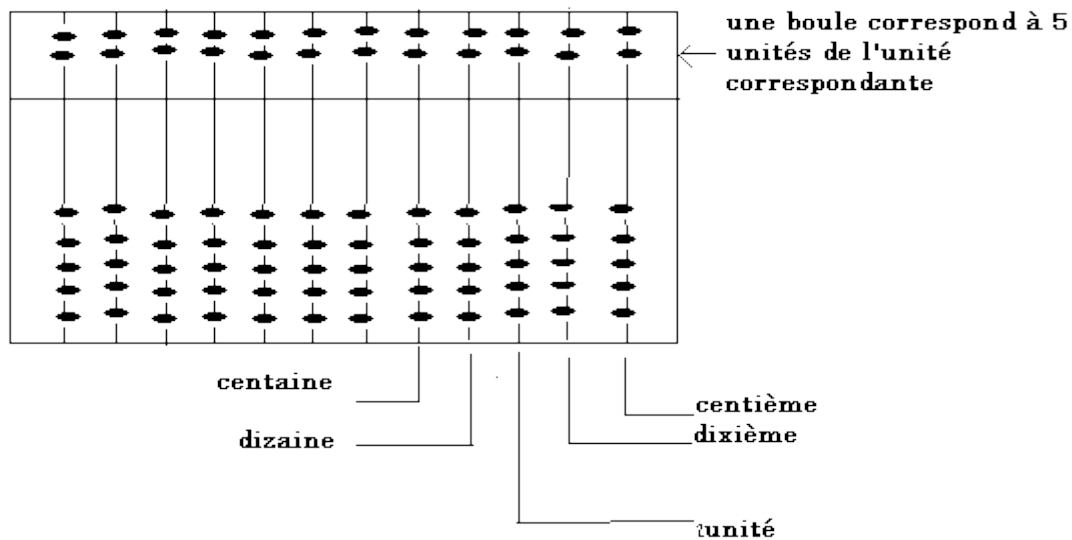 une boule correspond à 5
unités de l'unité
correspondante
centaine
centième
dizaine
dixième
unité